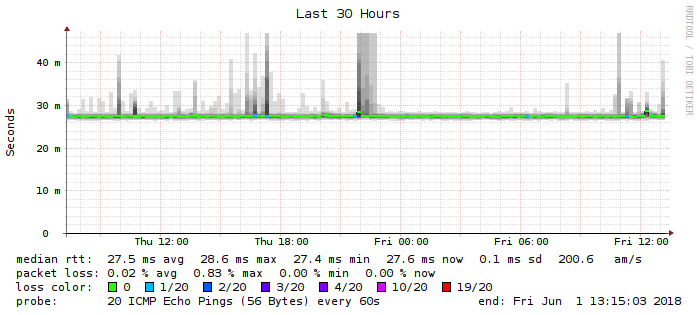 Last 30 Hours
RRDTOOL / TOBI OETIKER
Seconds
40 m
30 m
20 m
10 m
0
Thu 12:00 Thu 18:00 Fri 00:00 Fri 06:00 Fri 12:00
median rtt: 27.5 ms avg 28.6 ms max 27.4 ms min 27.6 ms now 0.1 ms sd 200.6 am/s
packet loss: 0.02 % avg 0.83 % max 0.00 % min 0.00 % now
loss color: 0 1/20 2/20 3/20 4/20 10/20 19/20
probe: 20 ICMP Echo Pings (56 Bytes) every 60s end: Fri Jun 1 13:15:03 2018